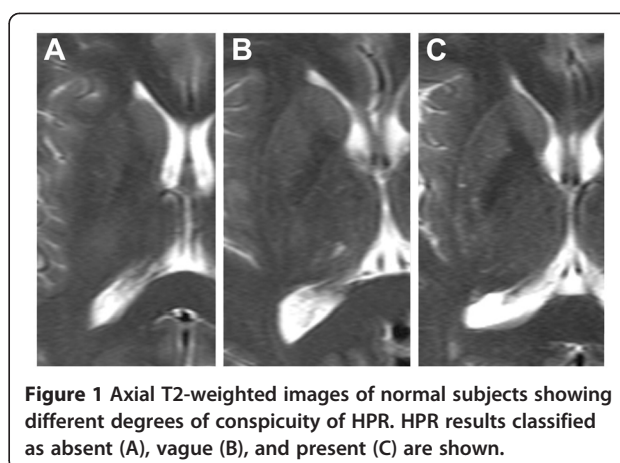 A B C
Figure 1 Axial T2-weighted images of normal subjects showing
different degrees of conspicuity of HPR. HPR results classified
as absent (A), vague (B), and present (C) are shown.